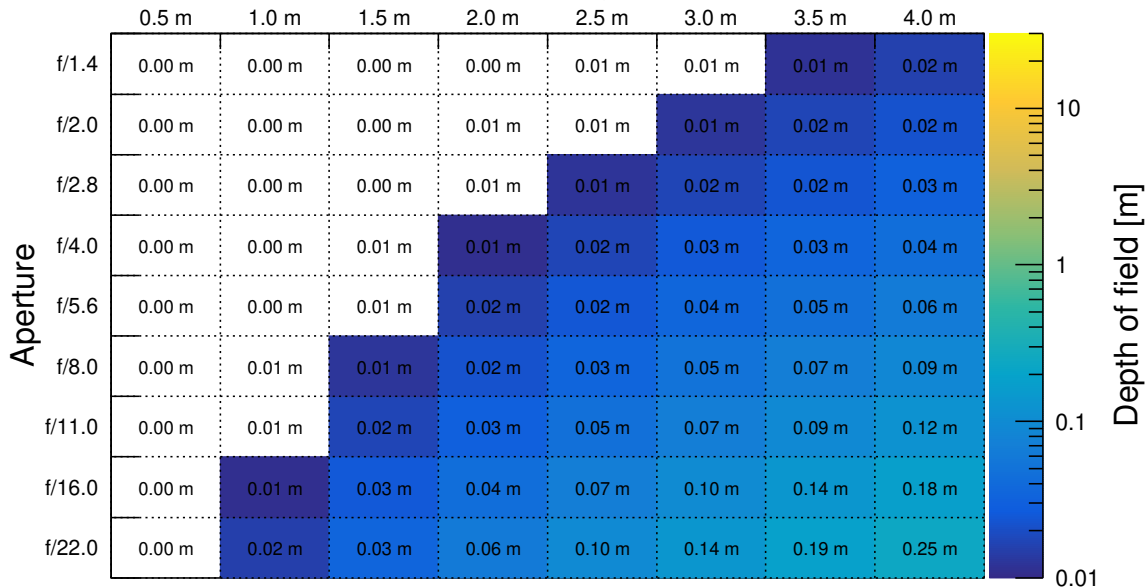 0.5 m 1.0 m 1.5 m 2.0 m 2.5 m 3.0 m 3.5 m 4.0 m
f/1.4 0.00 m 0.00 m 0.00 m 0.00 m 0.01 m 0.01 m 0.01 m 0.02 m
f/2.0 0.00 m 0.00 m 0.00 m 0.01 m 0.01 m 0.01 m 0.02 m 0.02 m
f/2.8 0.00 m 0.00 m 0.00 m 0.01 m 0.01 m 0.02 m 0.02 m 0.03 m
f/4.0 0.00 m 0.00 m 0.01 m 0.01 m 0.02 m 0.03 m 0.03 m 0.04 m
f/5.6 0.00 m 0.00 m 0.01 m 0.02 m 0.02 m 0.04 m 0.05 m 0.06 m
f/8.0 0.00 m 0.01 m 0.01 m 0.02 m 0.03 m 0.05 m 0.07 m 0.09 m
f/11.0 0.00 m 0.01 m 0.02 m 0.03 m 0.05 m 0.07 m 0.09 m 0.12 m
f/16.0 0.00 m 0.01 m 0.03 m 0.04 m 0.07 m 0.10 m 0.14 m 0.18 m
f/22.0 0.00 m 0.02 m 0.03 m 0.06 m 0.10 m 0.14 m 0.19 m 0.25 m
Aperture
10
1
0.1
0.01
Depth of field [m]